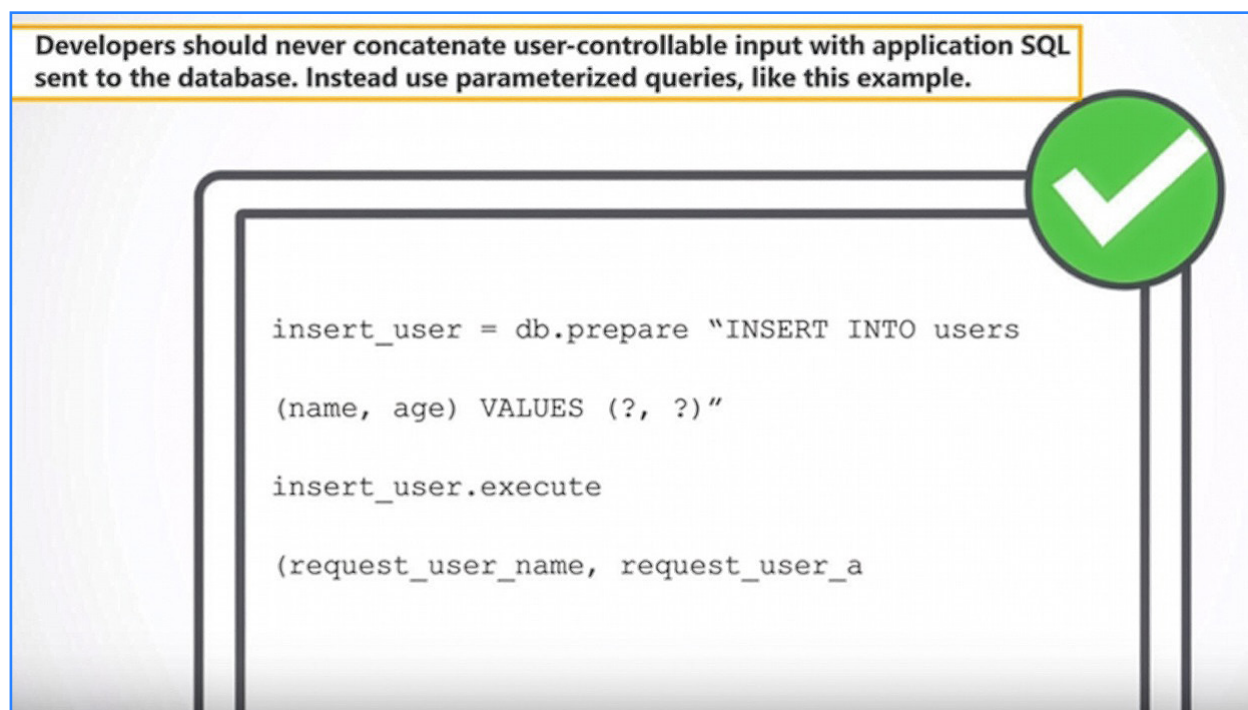 Developers should never concatenate user-controllable input with application SQL
sent to the database. Instead use parameterized queries, like this example.
insert_user = db.prepare “INSERT INTO users
(name, age) VALUES (?, ?)”
insert_user.execute
(request_user_name, request_user_a